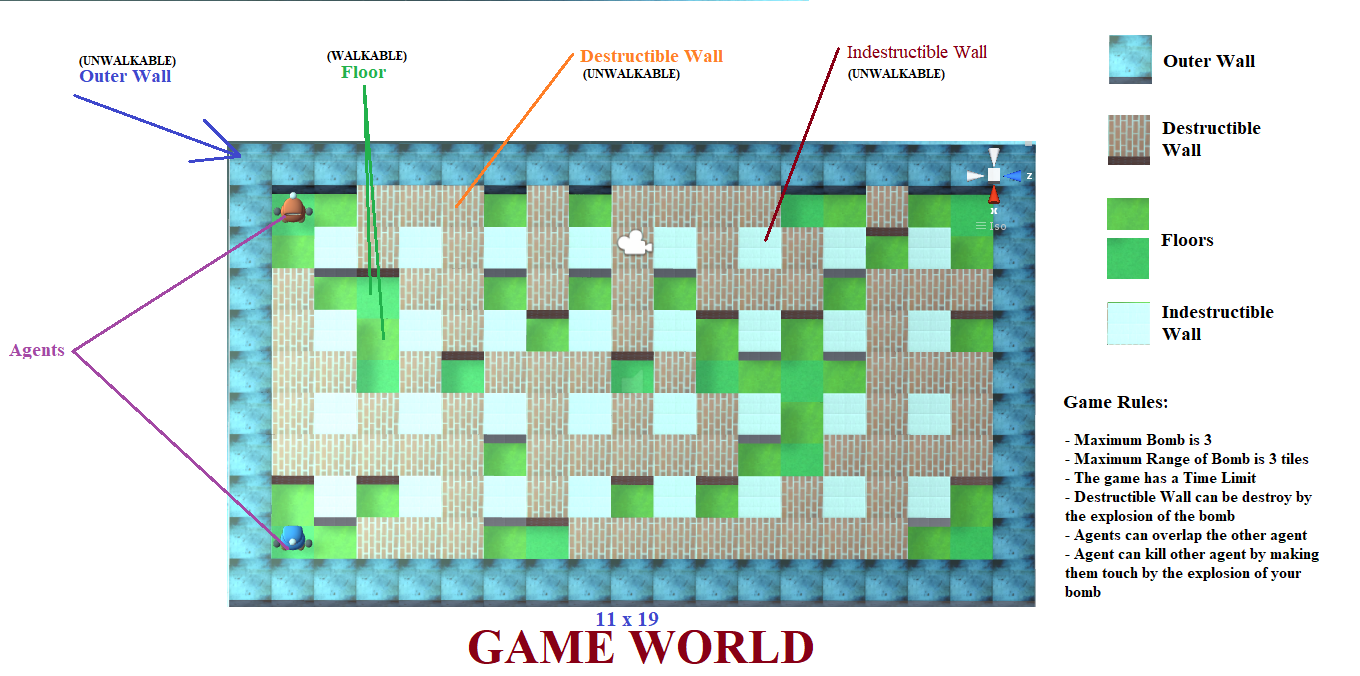 (UNWALKABLE)
Outer Wall
(WALKABLE)
Floor
Destructible Wall
(UNWALKABLE)
Indestructible Wall
(UNWALKABLE)
Agents
z
x
Iso
11 x 19
GAME WORLD
Outer Wall
Destructible
Wall
Floors
Indestructible
Wall
Game Rules:
- Maximum Bomb is 3
- Maximum Range of Bomb is 3 tiles
- The game has a Time Limit
- Destructible Wall can be destroy by
the explosion of the bomb
- Agents can overlap the other agent
- Agent can kill other agent by making
them touch by the explosion of your
bomb